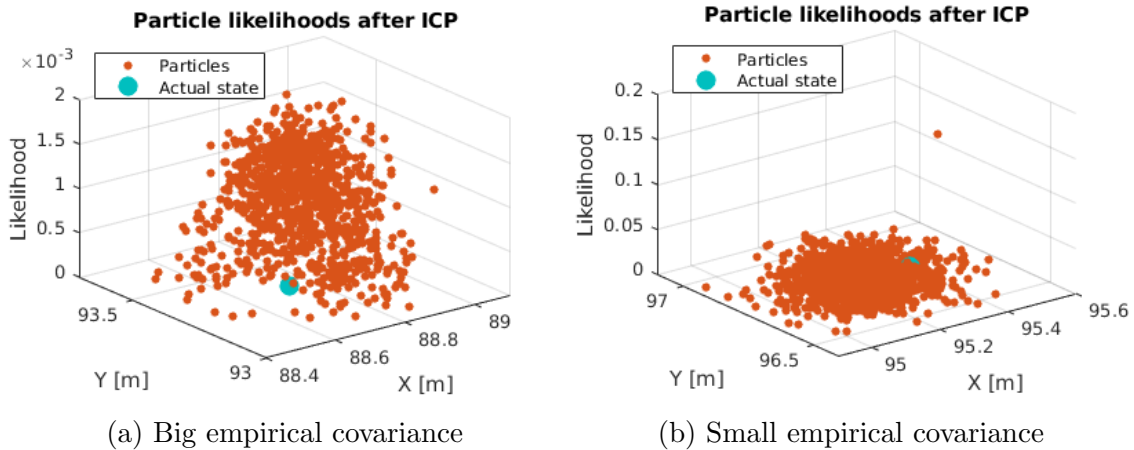 Particle likelihoods after ICP
×10⁻³
Particles
Actual state
2
1.5
1
0.5
0
Likelihood
93.5
93
Y [m]
88.4
88.6
88.8
89
X [m]
(a) Big empirical covariance
Particle likelihoods after ICP
Particles
Actual state
0.2
0.15
0.1
0.05
0
Likelihood
97
96.5
Y [m]
95
95.2
95.4
95.6
X [m]
(b) Small empirical covariance